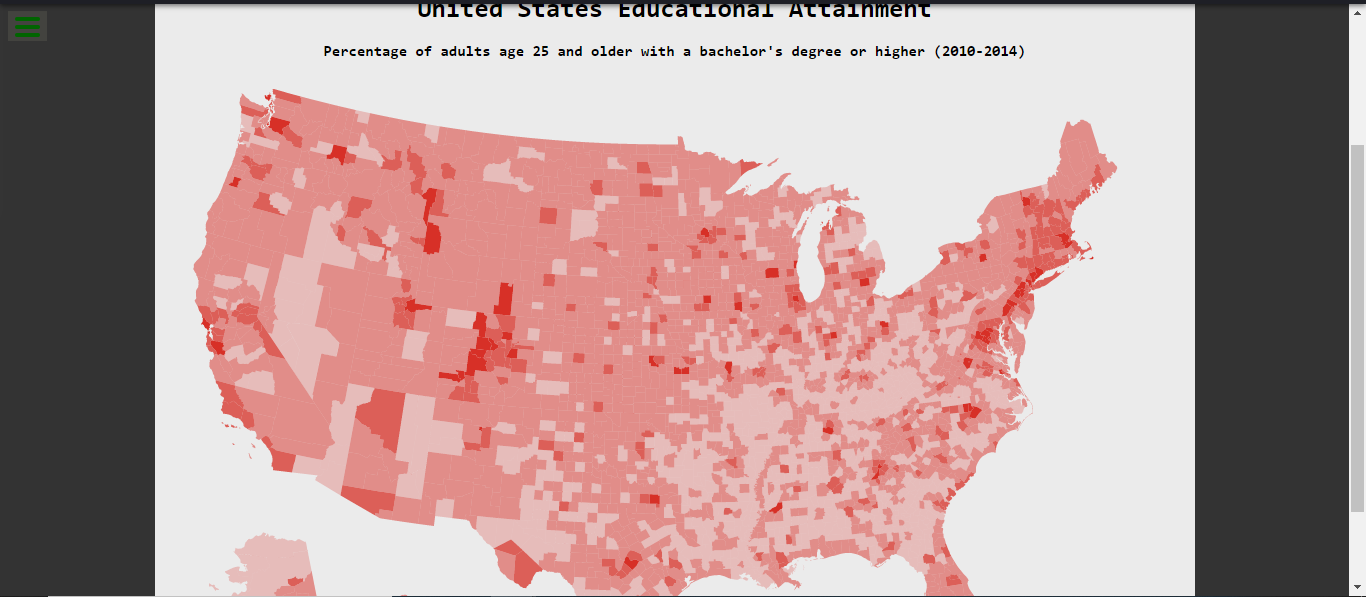 United States Educational Attainment
Percentage of adults age 25 and older with a bachelor's degree or higher (2010-2014)